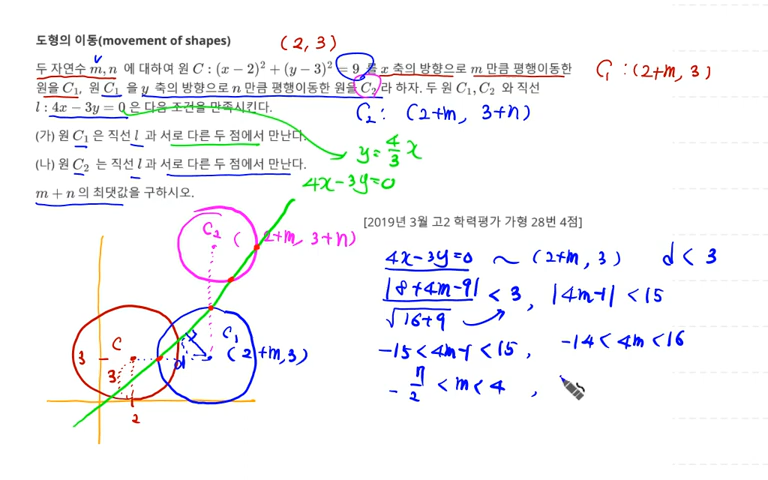 도형의 이동(movement of shapes)
(2, 3)
두 자연수 m, n 에 대하여 원 C : (x − 2)² + (y − 3)² = 9 를 x 축의 방향으로 m 만큼 평행이동한
C₁ : (2+m, 3)
원을 C₁, 원 C₁ 을 y 축의 방향으로 n 만큼 평행이동한 원을 C₂ 라 하자. 두 원 C₁, C₂ 와 직선
l : 4x − 3y = 0 은 다음 조건을 만족시킨다.
C₂ : (2+m, 3+n)
(가) 원 C₁ 은 직선 l 과 서로 다른 두 점에서 만난다.
y = 4/3 x
(나) 원 C₂ 는 직선 l 과 서로 다른 두 점에서 만난다.
4x-3y=0
m + n 의 최댓값을 구하시오.
[2019년 3월 고2 학력평가 가형 28번 4점]
C₂ (2+m, 3+n)
4x-3y=0 ~ (2+m, 3) d < 3
|8+4m-9| / √16+9 < 3, |4m-1| < 15
-15 < 4m-1 < 15, -14 < 4m < 16
- 7/2 < m < 4 ,
C₁
(2+m, 3)
C
3
3
d
2